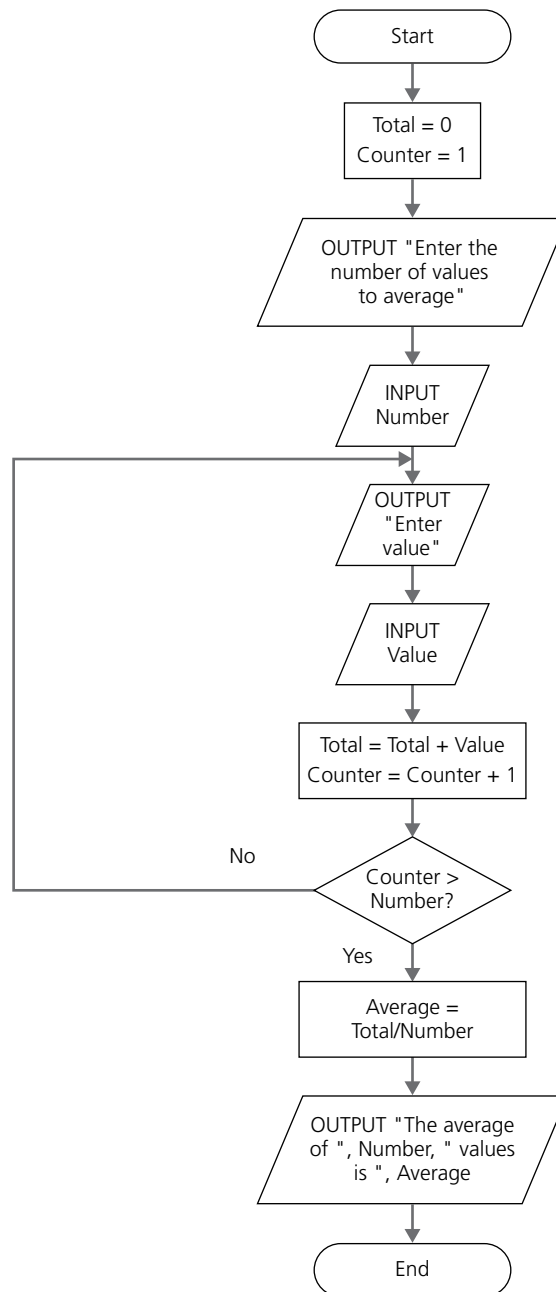 Start
Total = 0
Counter = 1
OUTPUT "Enter the
number of values
to average"
INPUT
Number
OUTPUT
"Enter
value"
INPUT
Value
Total = Total + Value
Counter = Counter + 1
No
Counter >
Number?
Yes
Average =
Total/Number
OUTPUT "The average
of ", Number, " values
is ", Average
End